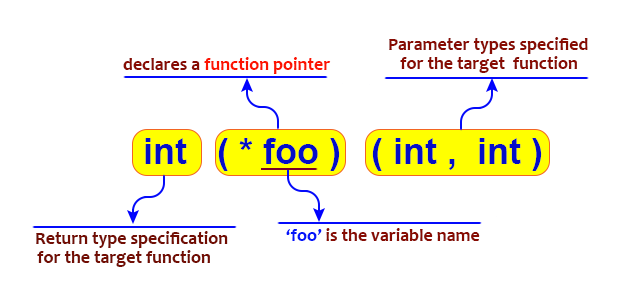 Parameter types specified
for the target function
declares a function pointer
int ( * foo ) ( int , int )
Return type specification
for the target function
‘foo’ is the variable name